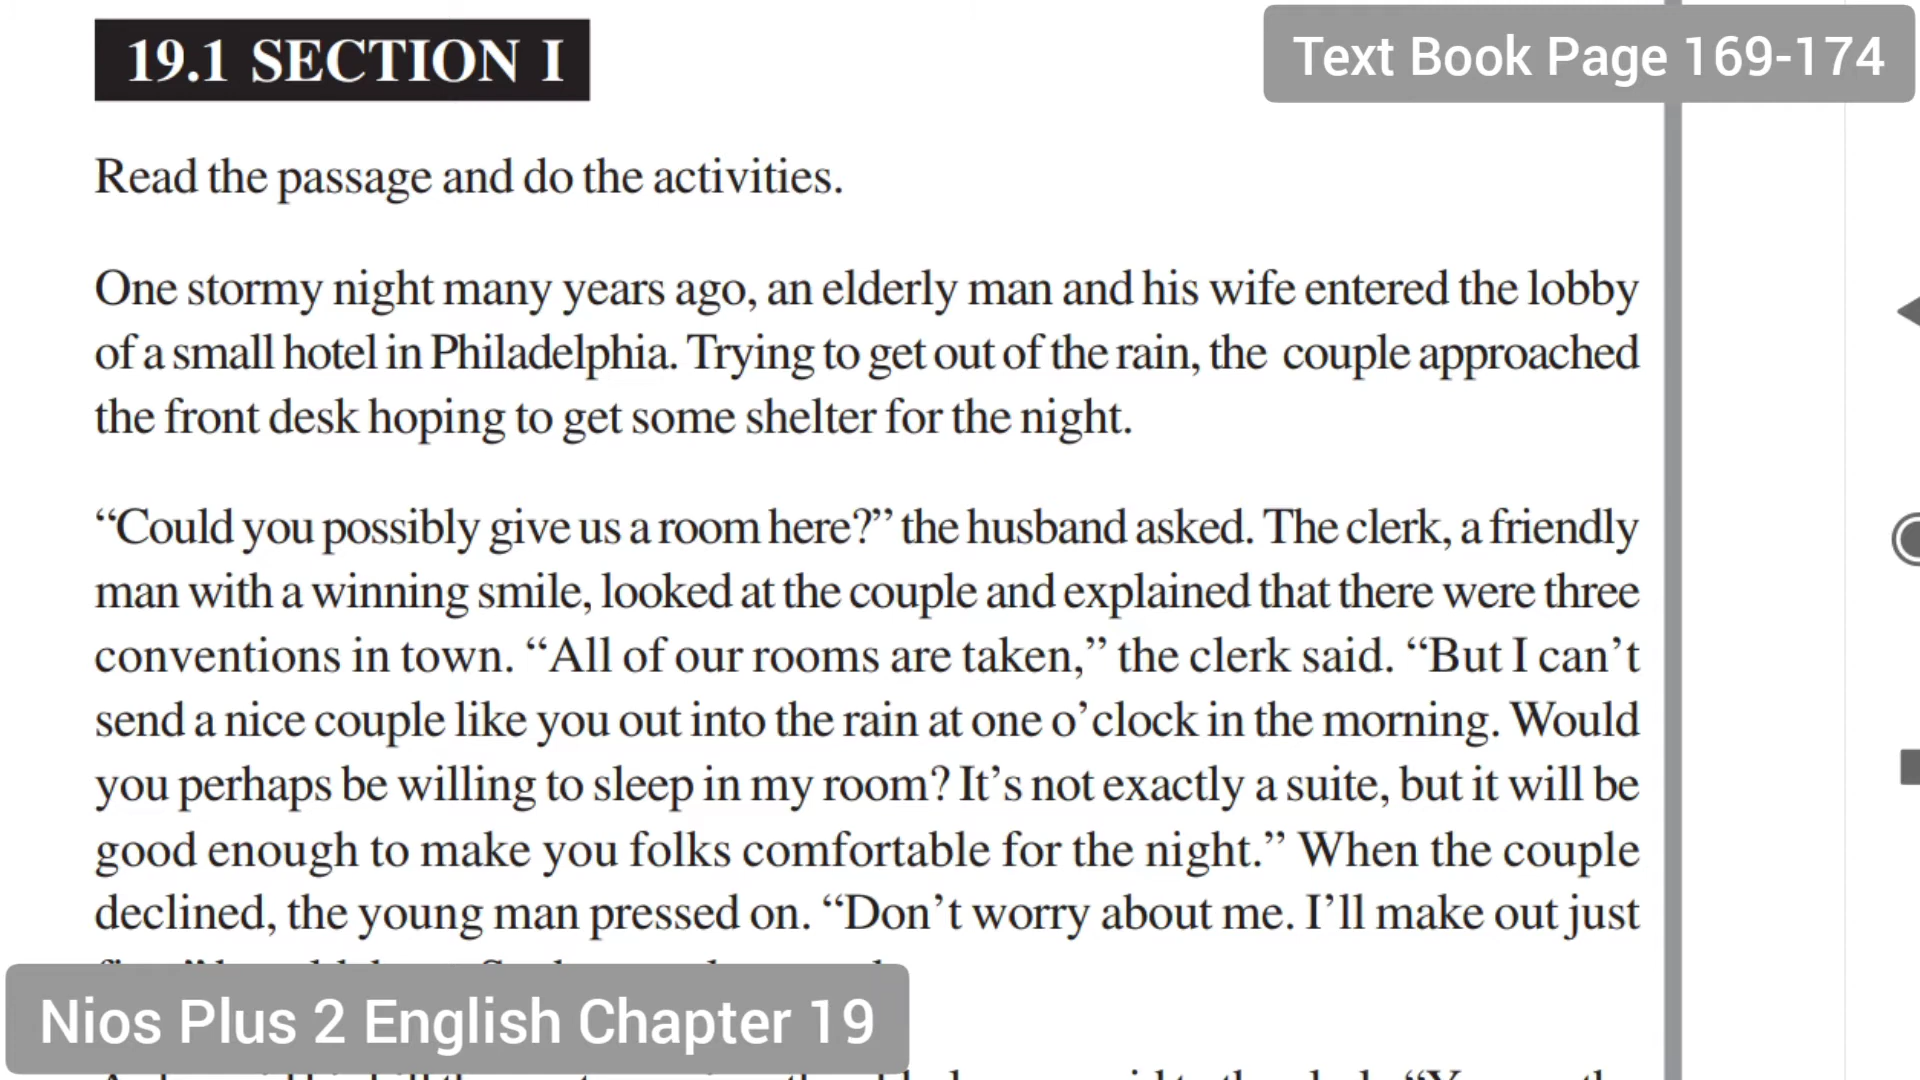 19.1 SECTION I
Text Book Page 169-174
Read the passage and do the activities.
One stormy night many years ago, an elderly man and his wife entered the lobby
of a small hotel in Philadelphia. Trying to get out of the rain, the couple approached
the front desk hoping to get some shelter for the night.
“Could you possibly give us a room here?” the husband asked. The clerk, a friendly
man with a winning smile, looked at the couple and explained that there were three
conventions in town. “All of our rooms are taken,” the clerk said. “But I can’t
send a nice couple like you out into the rain at one o’clock in the morning. Would
you perhaps be willing to sleep in my room? It’s not exactly a suite, but it will be
good enough to make you folks comfortable for the night.” When the couple
declined, the young man pressed on. “Don’t worry about me. I’ll make out just
Nios Plus 2 English Chapter 19